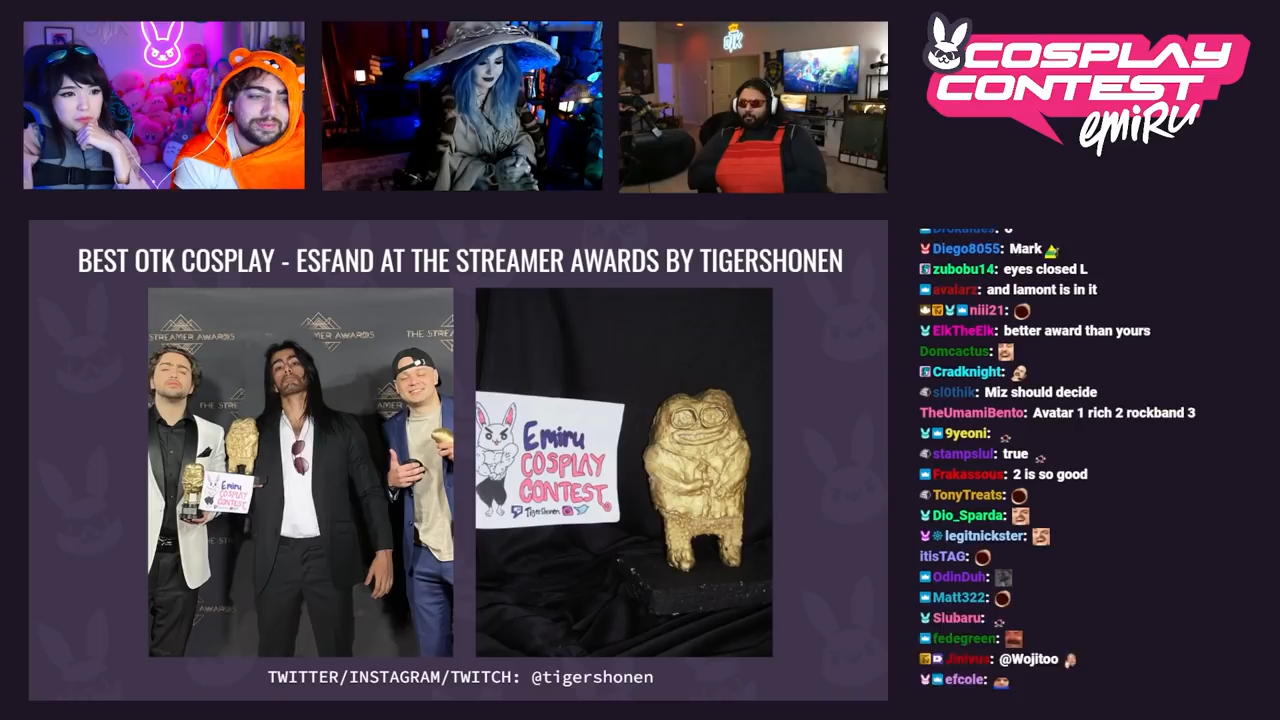 COSPLAY
CONTEST
emiru
BEST OTK COSPLAY - ESFAND AT THE STREAMER AWARDS BY TIGERSHONEN
STREAMER AWARDS
AWARDS
THE STRE
Emiru
COSPLAY
CONTEST
Emiru
COSPLAY
CONTEST
TigerShonen
TWITTER/INSTAGRAM/TWITCH: @tigershonen
Diego8055: Mark
zubobu14: eyes closed L
avalarz: and lamont is in it
niii21:
ElkTheElk: better award than yours
Domcactus:
Cradknight:
sl0thik: Miz should decide
TheUmamiBento: Avatar 1 rich 2 rockband 3
9yeoni:
stampslul: true
Frakassous: 2 is so good
TonyTreats:
Dio_Sparda:
legitnickster:
itisTAG:
OdinDuh:
Matt322:
Slubaru:
fedegreen:
Jinivus: @Wojitoo
efcole: